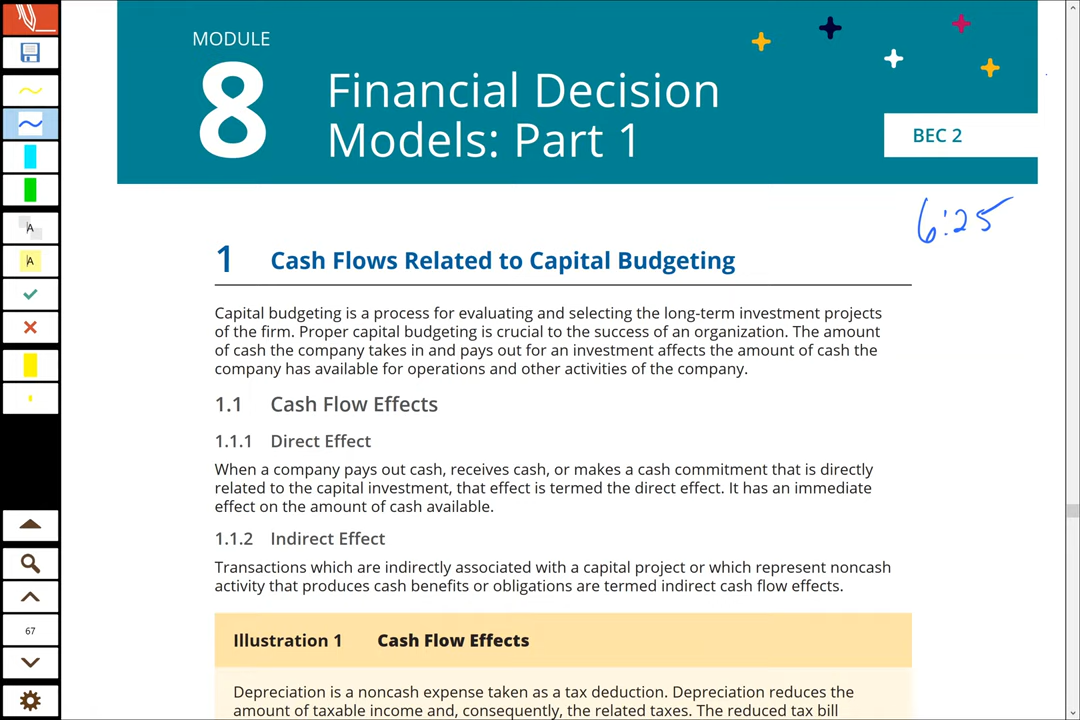 MODULE
8
Financial Decision
Models: Part 1
BEC 2
6:25
1 Cash Flows Related to Capital Budgeting
Capital budgeting is a process for evaluating and selecting the long-term investment projects
of the firm. Proper capital budgeting is crucial to the success of an organization. The amount
of cash the company takes in and pays out for an investment affects the amount of cash the
company has available for operations and other activities of the company.
1.1 Cash Flow Effects
1.1.1 Direct Effect
When a company pays out cash, receives cash, or makes a cash commitment that is directly
related to the capital investment, that effect is termed the direct effect. It has an immediate
effect on the amount of cash available.
1.1.2 Indirect Effect
Transactions which are indirectly associated with a capital project or which represent noncash
activity that produces cash benefits or obligations are termed indirect cash flow effects.
Illustration 1 Cash Flow Effects
Depreciation is a noncash expense taken as a tax deduction. Depreciation reduces the
amount of taxable income and, consequently, the related taxes. The reduced tax bill
A
A
67